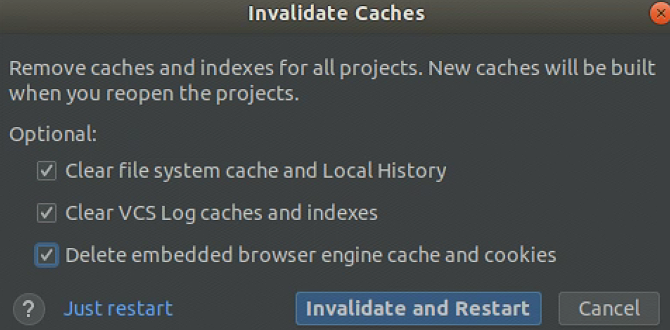 Invalidate Caches
Remove caches and indexes for all projects. New caches will be built
when you reopen the projects.
Optional:
Clear file system cache and Local History
Clear VCS Log caches and indexes
Delete embedded browser engine cache and cookies
? Just restart Invalidate and Restart Cancel